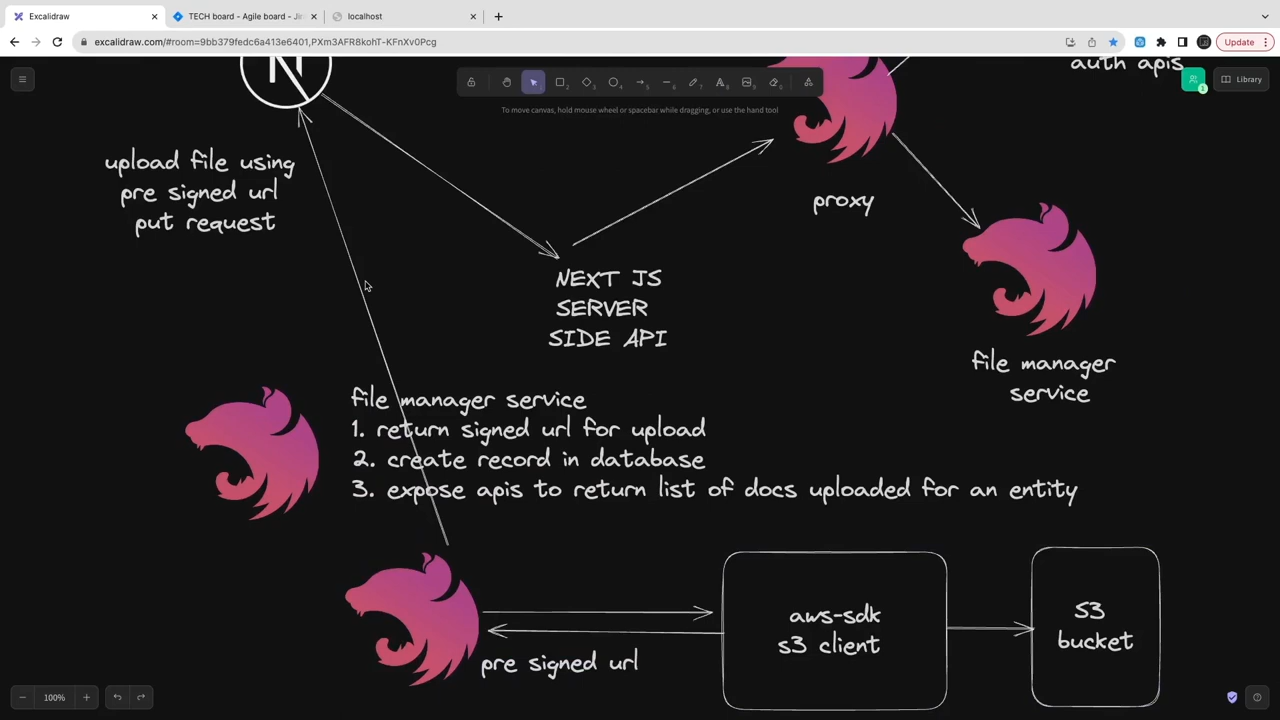 Excalidraw
TECH board - Agile board - Jir
localhost
excalidraw.com/#room=9bb379fedc6a413e6401,PXm3AFR8kohT-KFnXv0Pcg
Update
Library
To move canvas, hold mouse wheel or spacebar while dragging, or use the hand tool
auth apis
upload file using
pre signed url
put request
proxy
NEXT JS
SERVER
SIDE API
file manager
service
file manager service
1. return signed url for upload
2. create record in database
3. expose apis to return list of docs uploaded for an entity
aws-sdk
s3 client
S3
bucket
pre signed url
100%